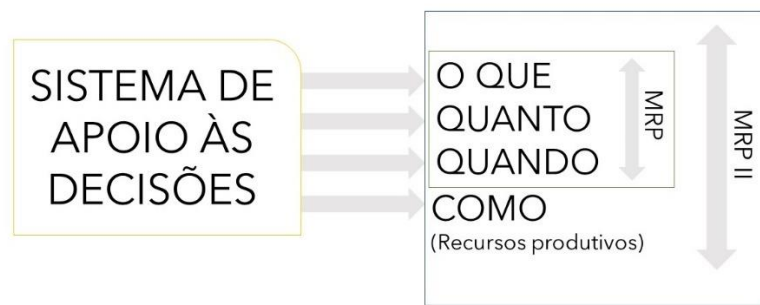 SISTEMA DE
APOIO ÀS
DECISÕES
O QUE
QUANTO
QUANDO
COMO
(Recursos produtivos)
MRP
MRP II